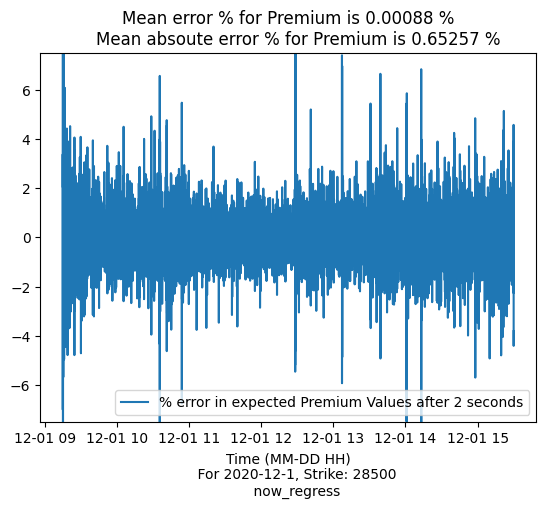 Mean error % for Premium is 0.00088 %
Mean absoute error % for Premium is 0.65257 %
6
4
2
0
−2
−4
−6
% error in expected Premium Values after 2 seconds
12-01 09 12-01 10 12-01 11 12-01 12 12-01 13 12-01 14 12-01 15
Time (MM-DD HH)
For 2020-12-1, Strike: 28500
now_regress